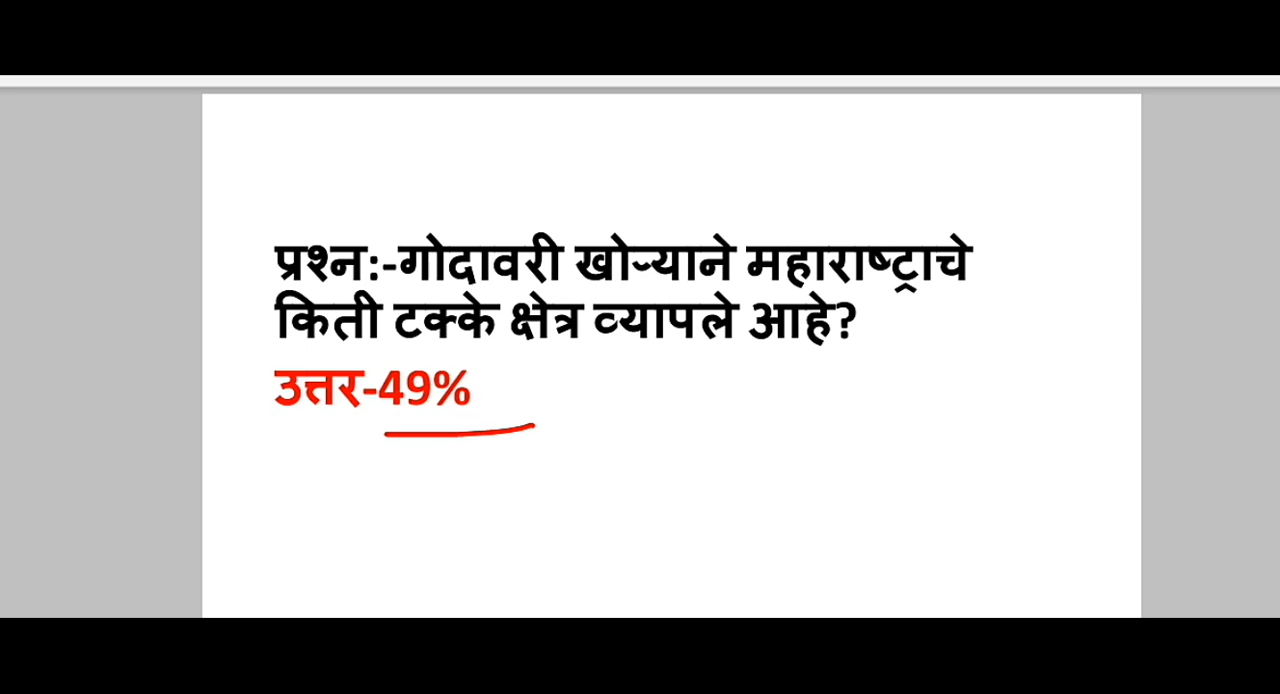 प्रश्न:-गोदावरी खोऱ्याने महाराष्ट्राचे
किती टक्के क्षेत्र व्यापले आहे?
उत्तर-49%